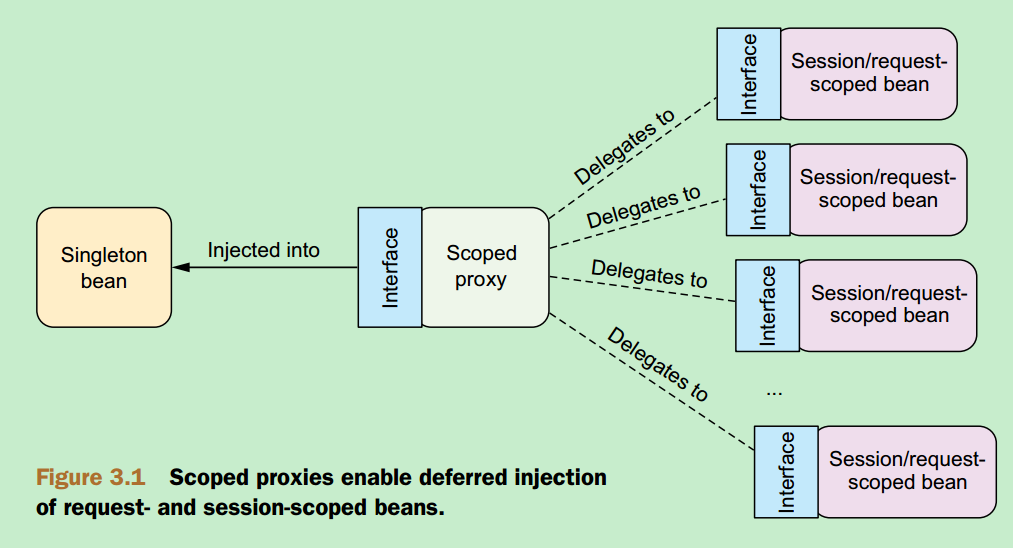 Singleton
bean
Injected into
Interface
Scoped
proxy
Delegates to
Delegates to
Delegates to
Delegates to
Interface
Session/request-
scoped bean
Interface
Session/request-
scoped bean
Interface
Session/request-
scoped bean
...
Interface
Session/request-
scoped bean
Figure 3.1 Scoped proxies enable deferred injection
of request- and session-scoped beans.